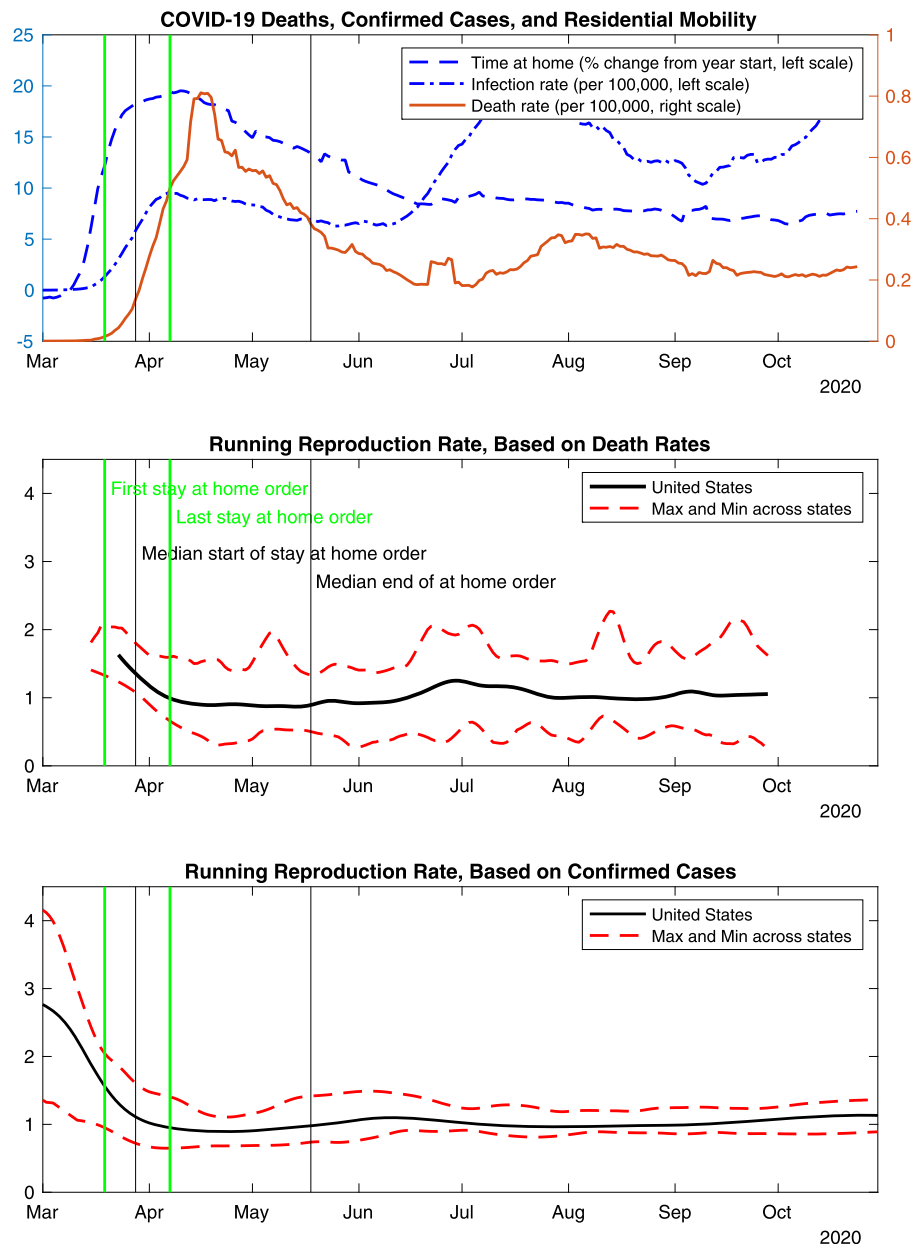 COVID-19 Deaths, Confirmed Cases, and Residential Mobility
25
20
15
10
5
0
-5
1
0.8
0.6
0.4
0.2
0
Time at home (% change from year start, left scale)
Infection rate (per 100,000, left scale)
Death rate (per 100,000, right scale)
Mar Apr May Jun Jul Aug Sep Oct
2020
Running Reproduction Rate, Based on Death Rates
4
3
2
1
0
First stay at home order
Last stay at home order
Median start of stay at home order
Median end of at home order
United States
Max and Min across states
Mar Apr May Jun Jul Aug Sep Oct
2020
Running Reproduction Rate, Based on Confirmed Cases
4
3
2
1
0
United States
Max and Min across states
Mar Apr May Jun Jul Aug Sep Oct
2020